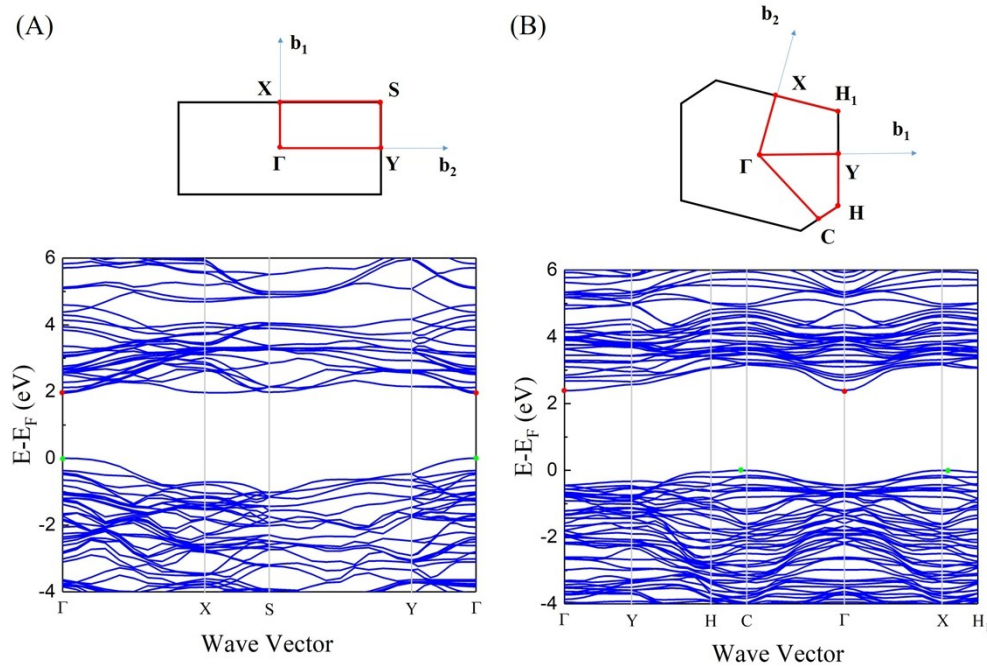 (A)
b1
X
S
Γ
Y
b2
6
4
2
0
-2
-4
E-EF (eV)
Γ
X
S
Y
Γ
Wave Vector
(B)
b2
X
H1
b1
Γ
Y
H
C
6
4
2
0
-2
-4
E-EF (eV)
Γ
Y
H
C
Γ
X
H1
Wave Vector